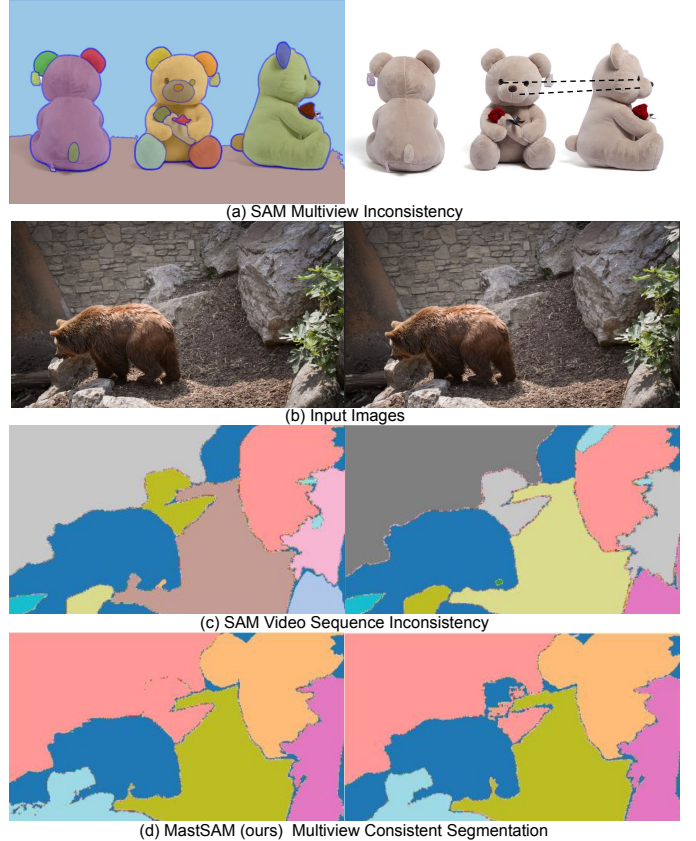 (a) SAM Multiview Inconsistency
(b) Input Images
(c) SAM Video Sequence Inconsistency
(d) MastSAM (ours) Multiview Consistent Segmentation